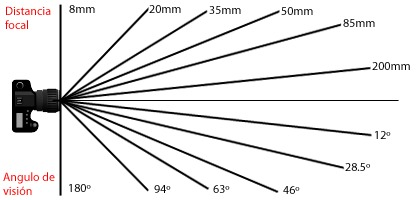 Distancia
focal
8mm
20mm
35mm
50mm
85mm
200mm
12º
28.5º
46º
63º
94º
180º
Angulo de
visión